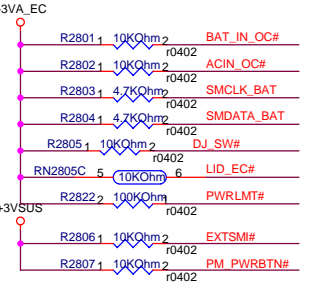 +3VA_EC
R2801 1 10KOhm 2 r0402 BAT_IN_OC#
R2802 1 10KOhm 2 r0402 ACIN_OC#
R2803 1 4.7KOhm 2 r0402 SMCLK_BAT
R2804 1 4.7KOhm 2 r0402 SMDATA_BAT
R2805 1 10KOhm 2 r0402 DJ_SW#
RN2805C 5 10KOhm 6 LID_EC#
R2822 2 100KOhm 1 r0402 PWRLMT#
+3VSUS
R2806 1 10KOhm 2 r0402 EXTSMI#
R2807 1 10KOhm 2 r0402 PM_PWRBTN#